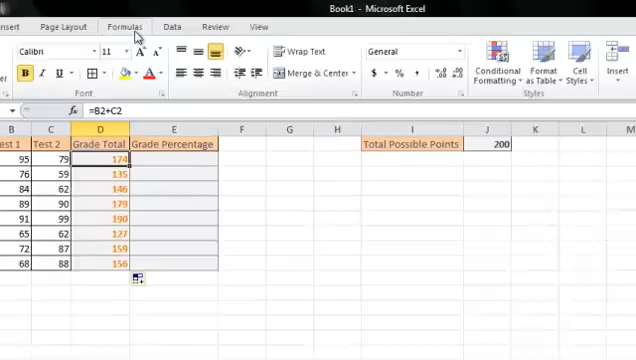 Book1 - Microsoft Excel
nsert Page Layout Formulas Data Review View
Calibri 11 A A Wrap Text General Conditional Formatting Format as Table Cell Styles Insert
B I U A Merge & Center $ % ,
Font Alignment Number Styles
fx =B2+C2
B C D E F G H I J K L M
est 1 Test 2 Grade Total Grade Percentage Total Possible Points 200
95 79 174
76 59 135
84 62 146
89 90 179
91 99 190
65 62 127
72 87 159
68 88 156